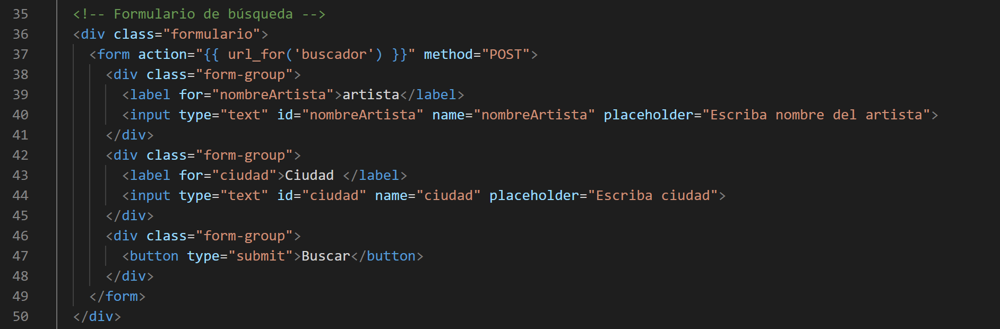 35 <!-- Formulario de búsqueda -->
36 <div class="formulario">
37 <form action="{{ url_for('buscador') }}" method="POST">
38 <div class="form-group">
39 <label for="nombreArtista">artista</label>
40 <input type="text" id="nombreArtista" name="nombreArtista" placeholder="Escriba nombre del artista">
41 </div>
42 <div class="form-group">
43 <label for="ciudad">Ciudad </label>
44 <input type="text" id="ciudad" name="ciudad" placeholder="Escriba ciudad">
45 </div>
46 <div class="form-group">
47 <button type="submit">Buscar</button>
48 </div>
49 </form>
50 </div>